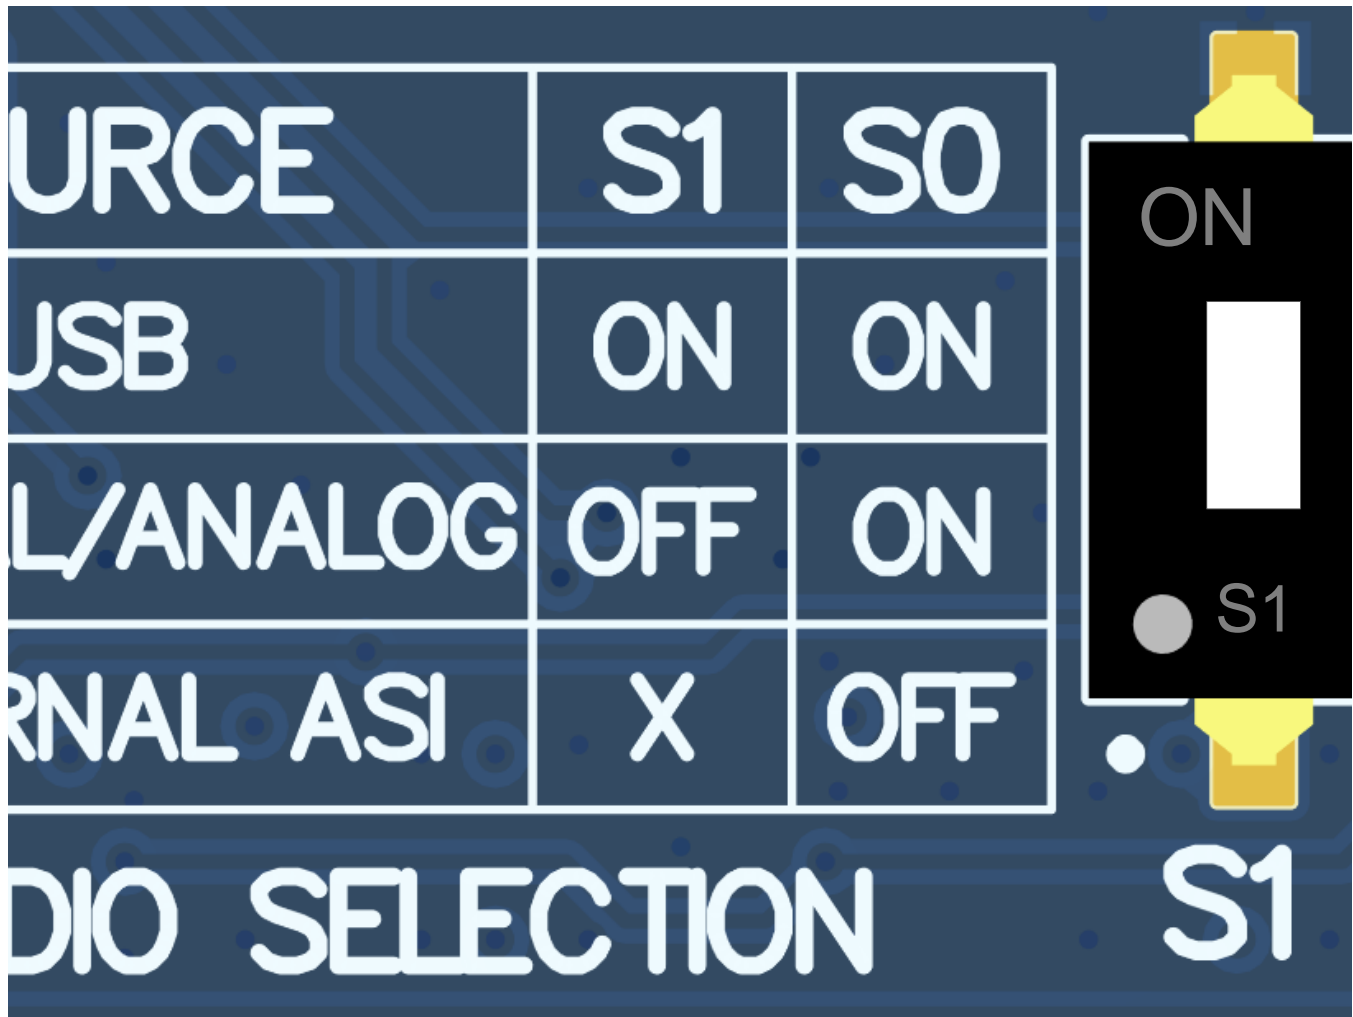 URCE S1 S0
USB ON ON
L/ANALOG OFF ON
RNAL ASI X OFF
DIO SELECTION
ON
S1
S1